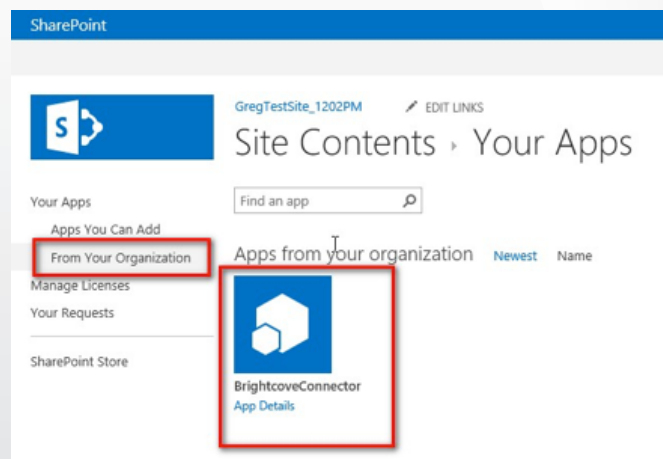 SharePoint
GregTestSite_1202PM EDIT LINKS
Site Contents › Your Apps
S
Find an app
Your Apps
Apps You Can Add
From Your Organization
Manage Licenses
Your Requests
SharePoint Store
Apps from your organization Newest Name
BrightcoveConnector
App Details